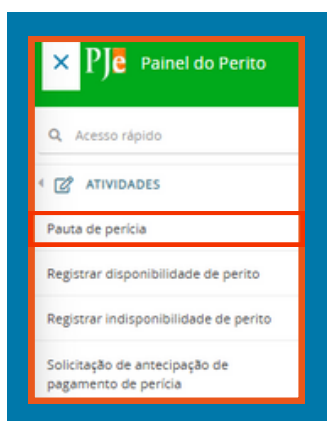 PJe Painel do Perito
Acesso rápido
ATIVIDADES
Pauta de perícia
Registrar disponibilidade de perito
Registrar indisponibilidade de perito
Solicitação de antecipação de
pagamento de perícia